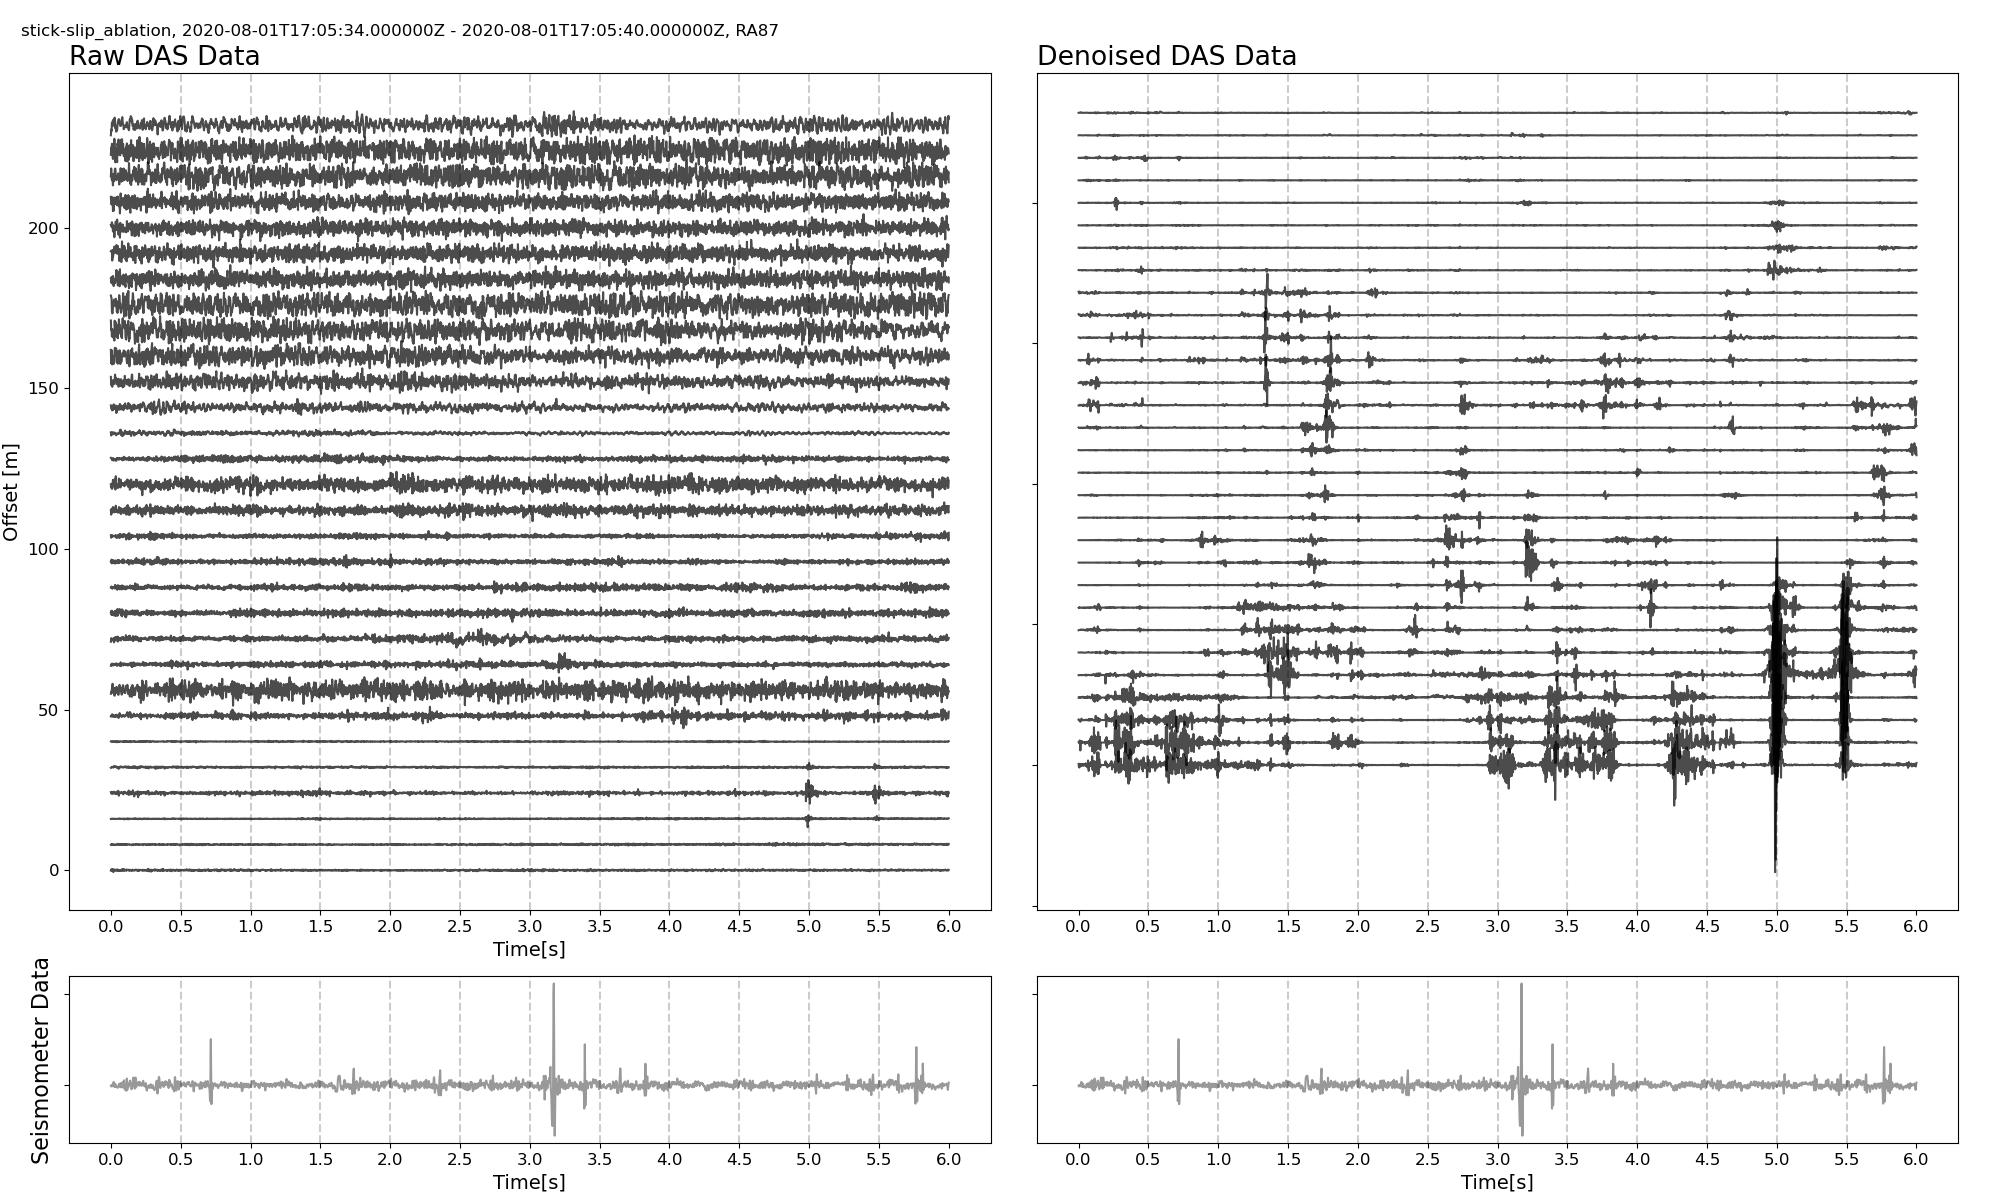 stick-slip_ablation, 2020-08-01T17:05:34.000000Z - 2020-08-01T17:05:40.000000Z, RA87
Raw DAS Data
Denoised DAS Data
Offset [m]
200
150
100
50
0
0.0 0.5 1.0 1.5 2.0 2.5 3.0 3.5 4.0 4.5 5.0 5.5 6.0
Time[s]
0.0 0.5 1.0 1.5 2.0 2.5 3.0 3.5 4.0 4.5 5.0 5.5 6.0
Seismometer Data
0.0 0.5 1.0 1.5 2.0 2.5 3.0 3.5 4.0 4.5 5.0 5.5 6.0
Time[s]
0.0 0.5 1.0 1.5 2.0 2.5 3.0 3.5 4.0 4.5 5.0 5.5 6.0
Time[s]